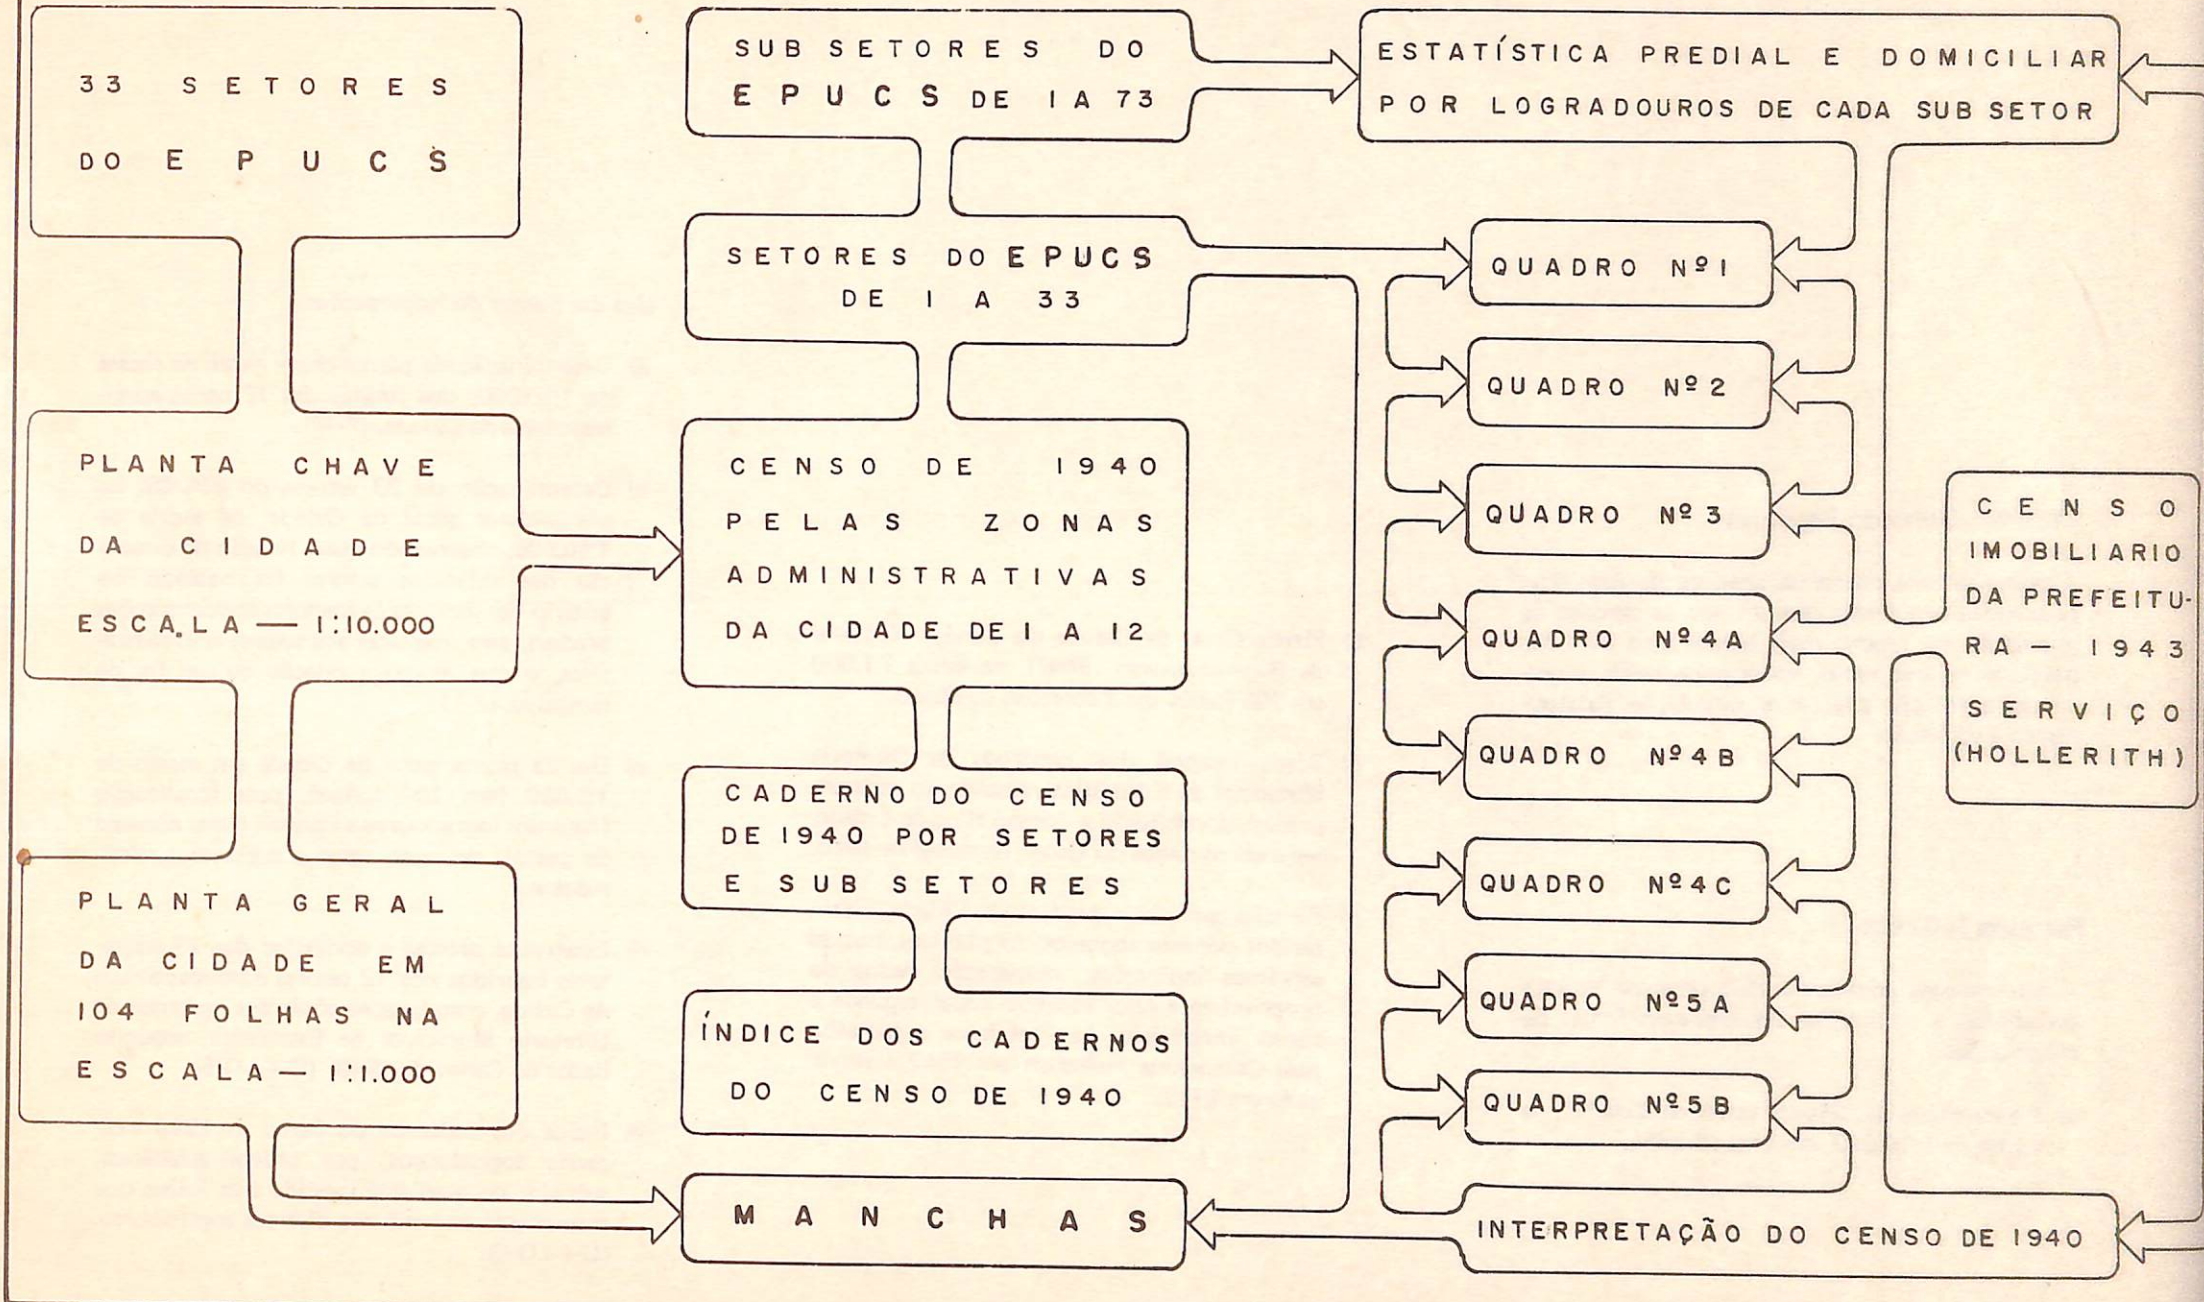 33 SETORES
DO EPUCS
PLANTA CHAVE
DA CIDADE
ESCALA — 1:10.000
PLANTA GERAL
DA CIDADE EM
104 FOLHAS NA
ESCALA — 1:1.000
SUB SETORES DO
EPUCS DE 1 A 73
SETORES DO EPUCS
DE 1 A 33
CENSO DE 1940
PELAS ZONAS
ADMINISTRATIVAS
DA CIDADE DE 1 A 12
CADERNO DO CENSO
DE 1940 POR SETORES
E SUB SETORES
ÍNDICE DOS CADERNOS
DO CENSO DE 1940
MANCHAS
ESTATÍSTICA PREDIAL E DOMICILIAR
POR LOGRADOUROS DE CADA SUB SETOR
QUADRO Nº 1
QUADRO Nº 2
QUADRO Nº 3
QUADRO Nº 4A
QUADRO Nº 4B
QUADRO Nº 4C
QUADRO Nº 5A
QUADRO Nº 5B
INTERPRETAÇÃO DO CENSO DE 1940
CENSO
IMOBILIARIO
DA PREFEITU-
RA — 1943
SERVIÇO
(HOLLERITH)